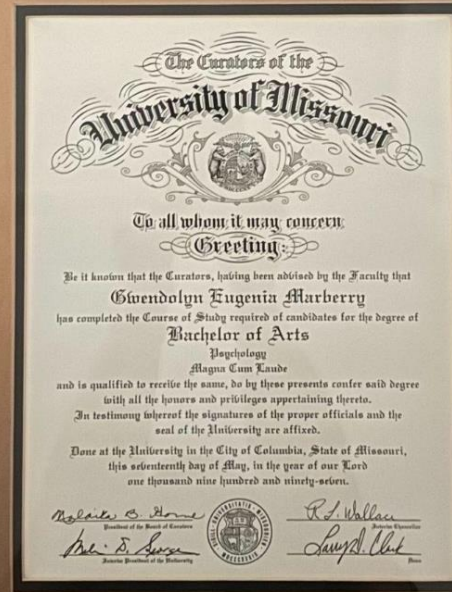 The Curators of the
University of Missouri
To all whom it may concern
Greeting:
Be it known that the Curators, having been advised by the Faculty that
Gwendolyn Eugenia Marberry
has completed the Course of Study required of candidates for the degree of
Bachelor of Arts
Psychology
Magna Cum Laude
and is qualified to receive the same, do by these presents confer said degree
with all the honors and privileges appertaining thereto.
In testimony whereof the signatures of the proper officials and the
seal of the University are affixed.
Done at the University in the City of Columbia, State of Missouri,
this seventeenth day of May, in the year of our Lord
one thousand nine hundred and ninety-seven.
Malaika B. Horne
R. L. Wallace
President of the Board of Curators
Interim Chancellor
D. George
Larry D. Clark
Interim President of the University
Dean